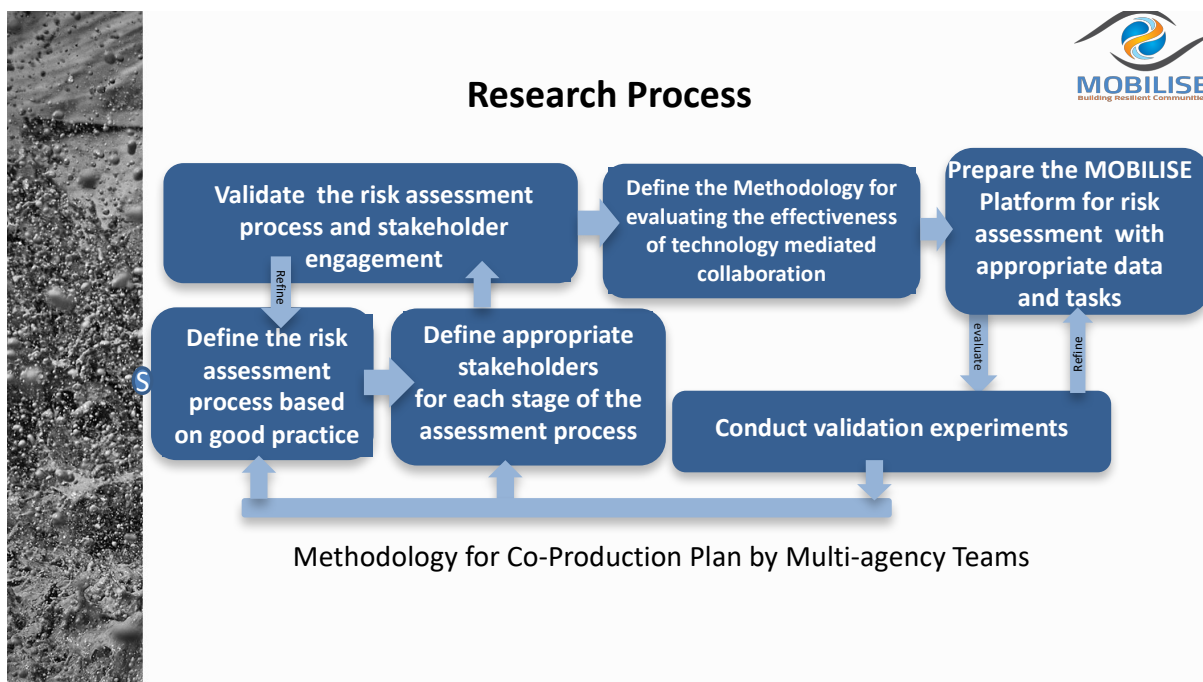 MOBILISE
Building Resilient Communitie
Research Process
Validate the risk assessment
process and stakeholder
engagement
Define the Methodology for
evaluating the effectiveness
of technology mediated
collaboration
Prepare the MOBILISE
Platform for risk
assessment with
appropriate data
and tasks
Refine
evaluate
Refine
S
Define the risk
assessment
process based
on good practice
Define appropriate
stakeholders
for each stage of the
assessment process
Conduct validation experiments
Methodology for Co-Production Plan by Multi-agency Teams